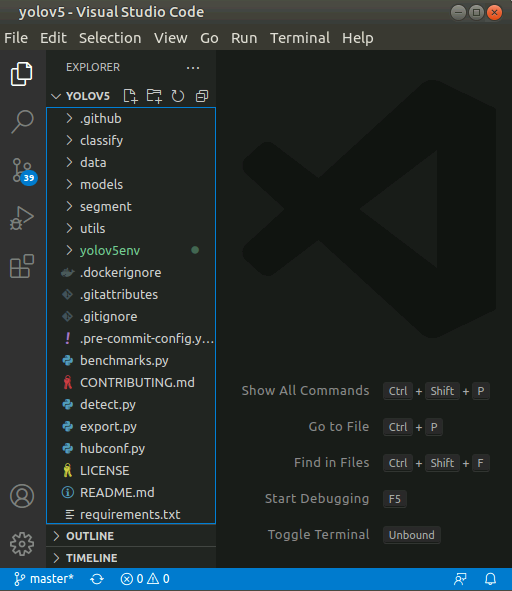 yolov5 - Visual Studio Code
File Edit Selection View Go Run Terminal Help
EXPLORER ...
YOLOV5
.github
classify
data
models
segment
utils
yolov5env
.dockerignore
.gitattributes
.gitignore
.pre-commit-config.y...
benchmarks.py
CONTRIBUTING.md
detect.py
export.py
hubconf.py
LICENSE
README.md
requirements.txt
OUTLINE
TIMELINE
39
Show All Commands Ctrl + Shift + P
Go to File Ctrl + P
Find in Files Ctrl + Shift + F
Start Debugging F5
Toggle Terminal Unbound
master* 0 0